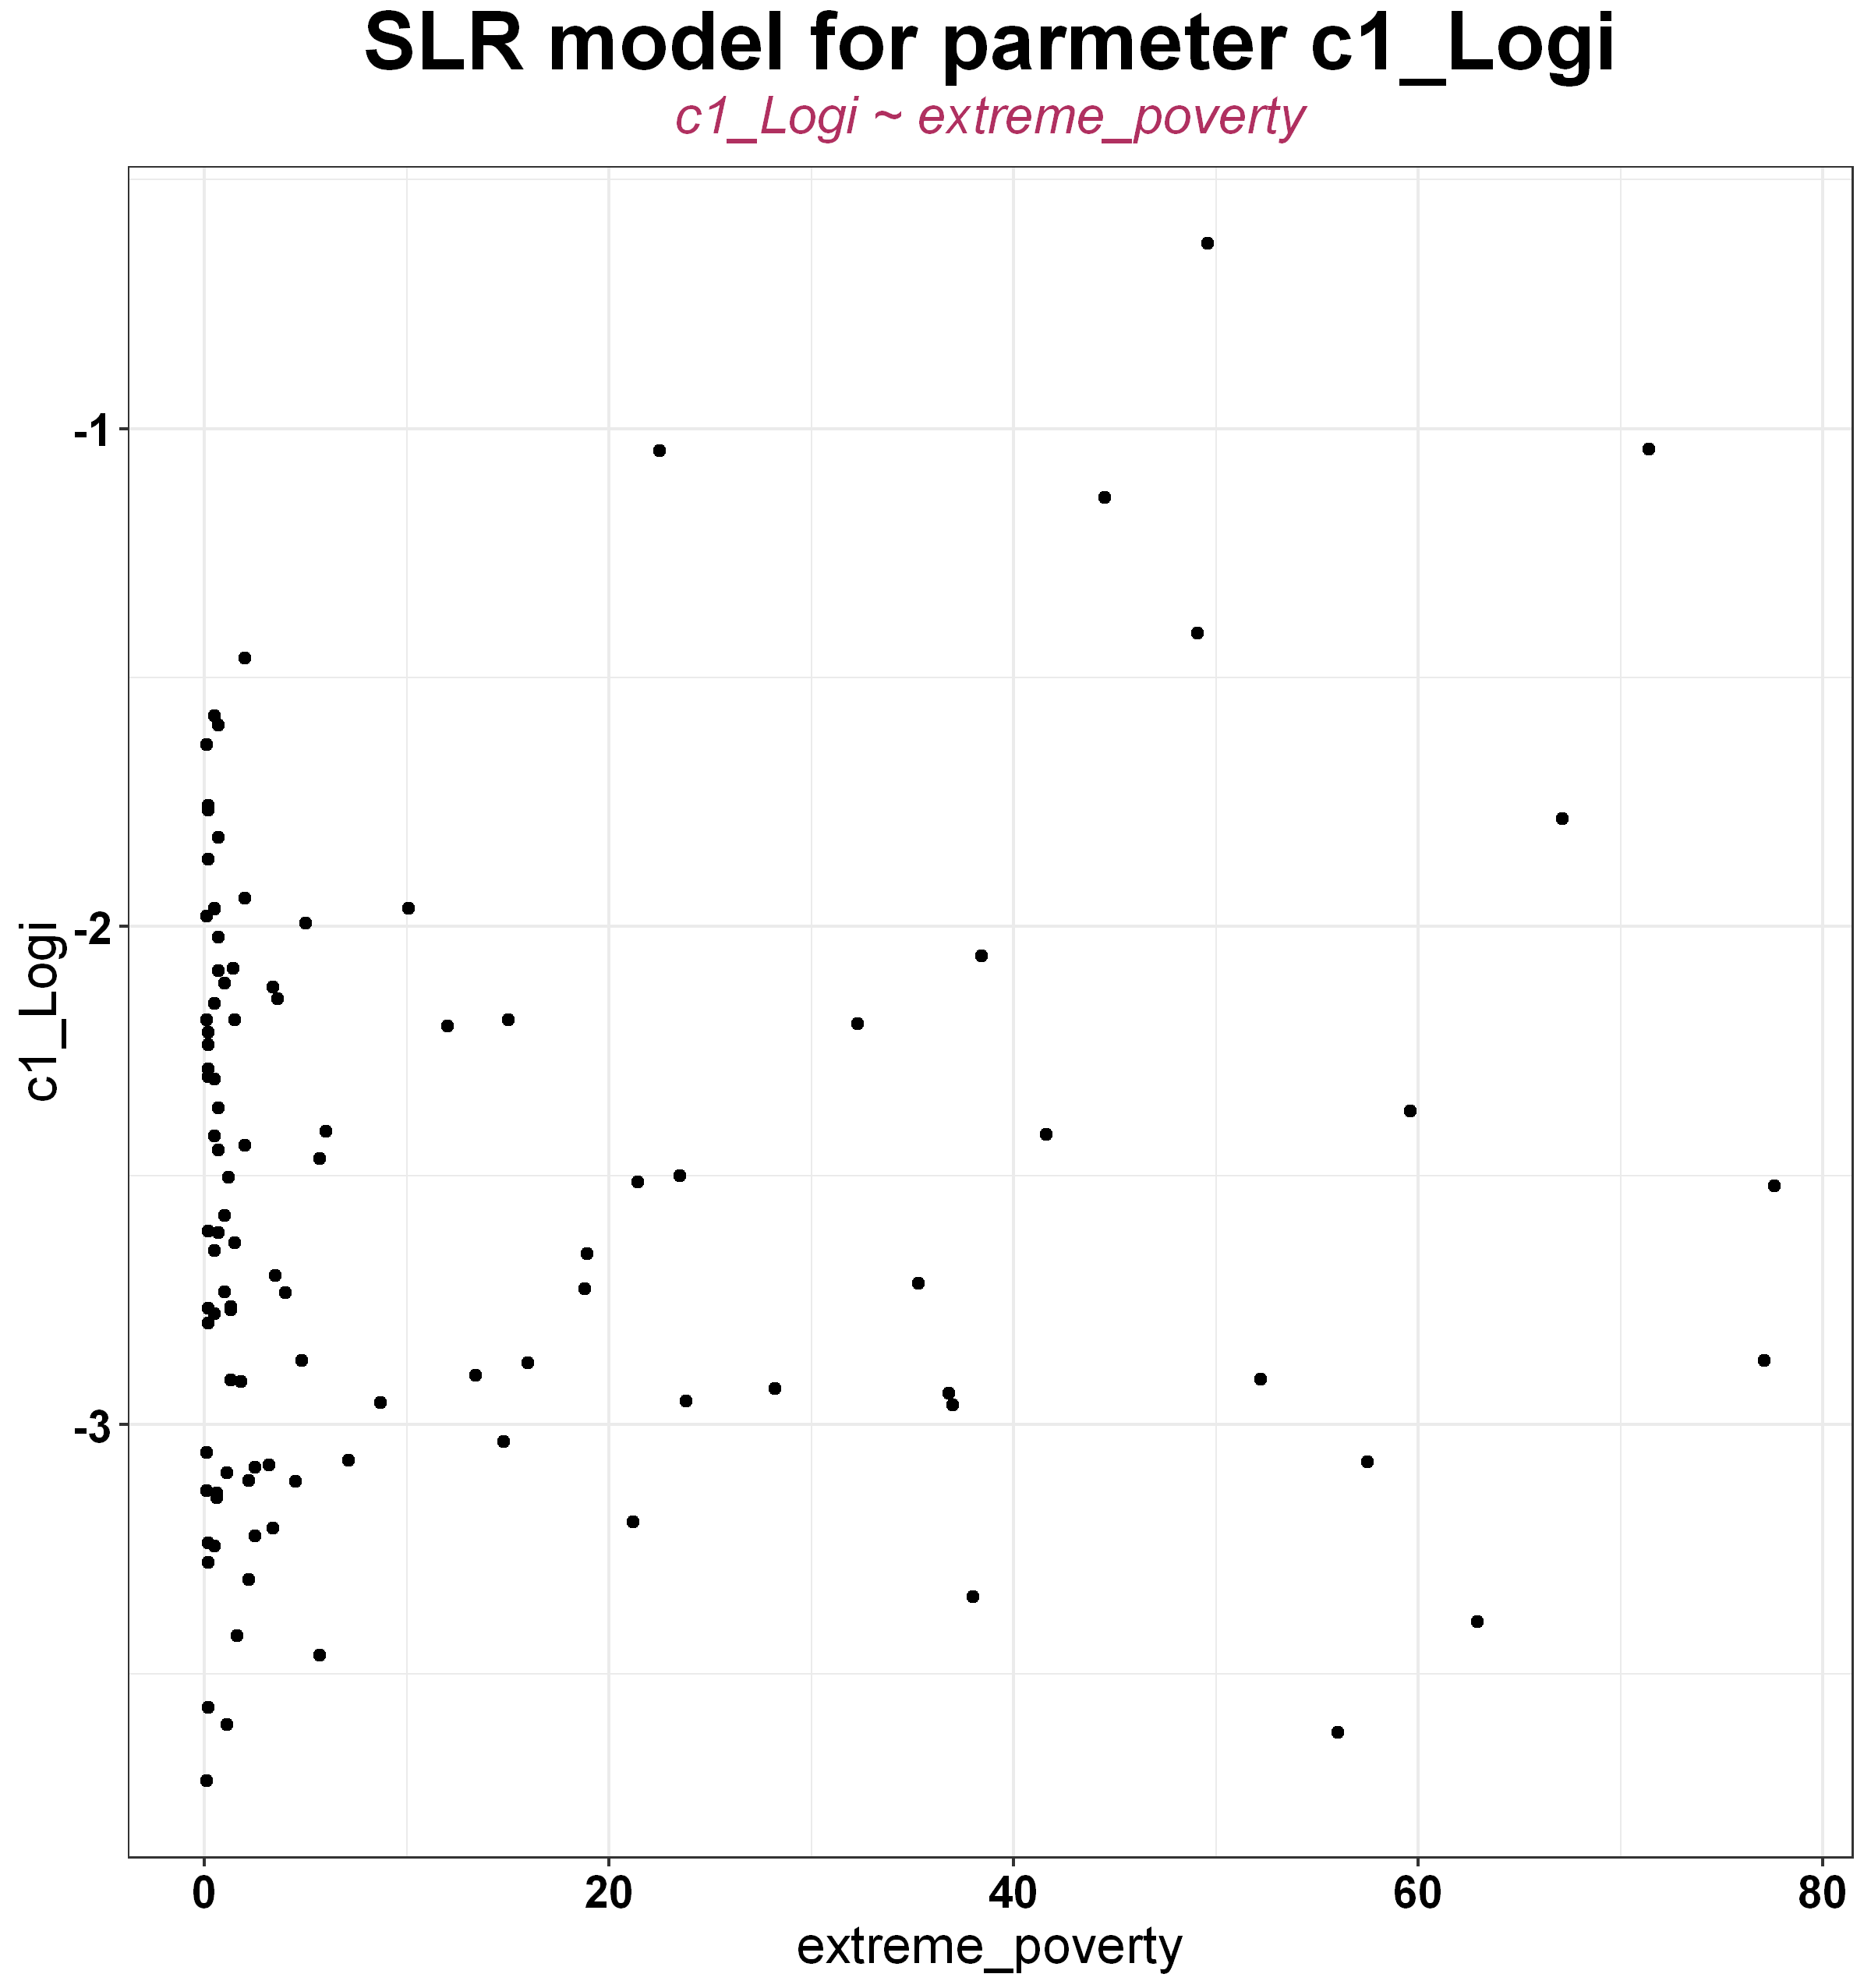 SLR model for parmeter c1_Logi
c1_Logi ~ extreme_poverty
-1
-2
-3
c1_Logi
0 20 40 60 80
extreme_poverty